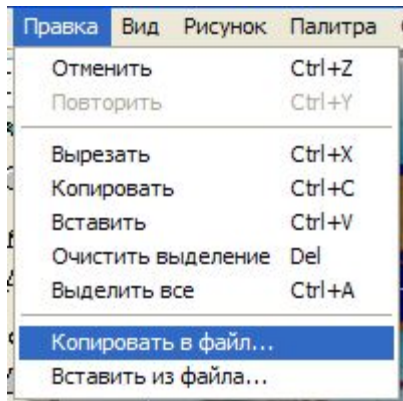 Правка Вид Рисунок Палитра
Отменить Ctrl+Z
Повторить Ctrl+Y
Вырезать Ctrl+X
Копировать Ctrl+C
Вставить Ctrl+V
Очистить выделение Del
Выделить все Ctrl+A
Копировать в файл...
Вставить из файла...